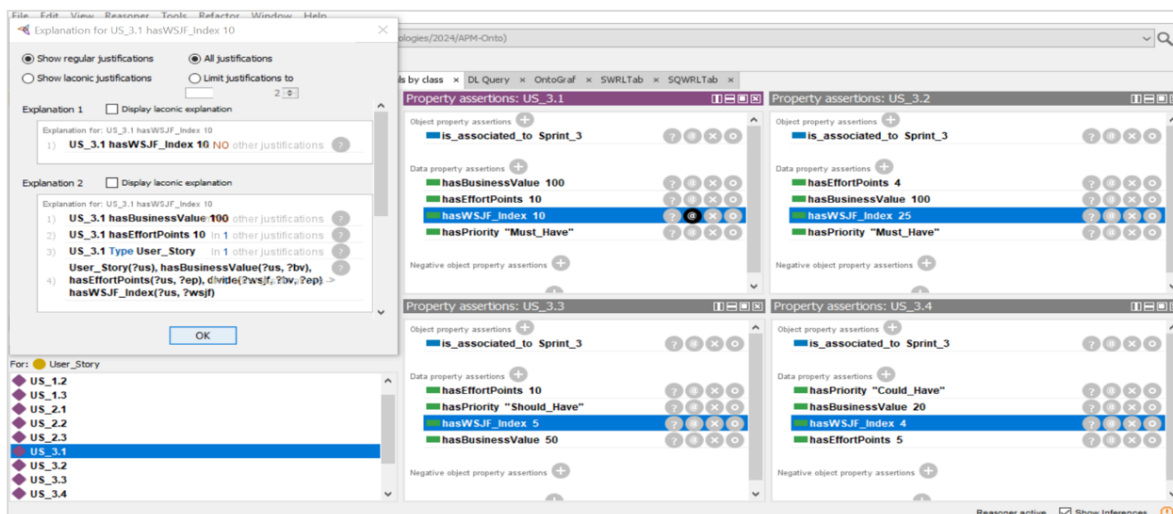 File Edit View Reasoner Tools Refactor Window Help
Explanation for US_3.1 hasWSJF_Index 10
ologies/2024/APM-Onto)
Show regular justifications
All justifications
Show laconic justifications
Limit justifications to
2
Explanation 1
Display laconic explanation
Explanation for: US_3.1 hasWSJF_Index 10
1) US_3.1 hasWSJF_Index 10 NO other justifications ?
Explanation 2
Display laconic explanation
Explanation for: US_3.1 hasWSJF_Index 10
1) US_3.1 hasBusinessValue 100 other justifications ?
2) US_3.1 hasEffortPoints 10 In 1 other justifications ?
3) US_3.1 Type User_Story In 1 other justifications ?
4) User_Story(?us), hasBusinessValue(?us, ?bv),
hasEffortPoints(?us, ?ep), divide(?wsjf, ?bv, ?ep) ->
hasWSJF_Index(?us, ?wsjf)
OK
For: User_Story
US_1.2
US_1.3
US_2.1
US_2.2
US_2.3
US_3.1
US_3.2
US_3.3
US_3.4
ls by class × DL Query × OntoGraf × SWRLTab × SQWRLTab ×
Property assertions: US_3.1
Object property assertions
is_associated_to Sprint_3
Data property assertions
hasBusinessValue 100
hasEffortPoints 10
hasWSJF_Index 10
hasPriority "Must_Have"
Negative object property assertions
Property assertions: US_3.2
Object property assertions
is_associated_to Sprint_3
Data property assertions
hasEffortPoints 4
hasBusinessValue 100
hasWSJF_Index 25
hasPriority "Must_Have"
Negative object property assertions
Property assertions: US_3.3
Object property assertions
is_associated_to Sprint_3
Data property assertions
hasEffortPoints 10
hasPriority "Should_Have"
hasWSJF_Index 5
hasBusinessValue 50
Negative object property assertions
Property assertions: US_3.4
Object property assertions
is_associated_to Sprint_3
Data property assertions
hasPriority "Could_Have"
hasBusinessValue 20
hasWSJF_Index 4
hasEffortPoints 5
Negative object property assertions
Reasoner active Show Inferences